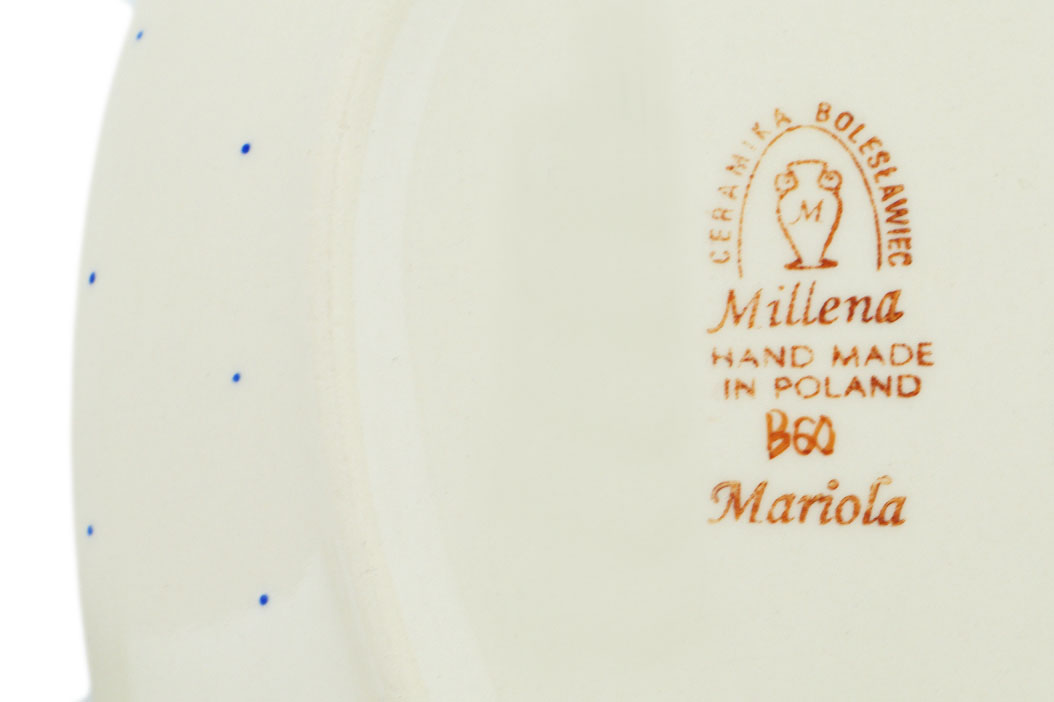 CERAMIKA BOLESŁAWIEC
M
Millena
HAND MADE
IN POLAND
B60
Mariola